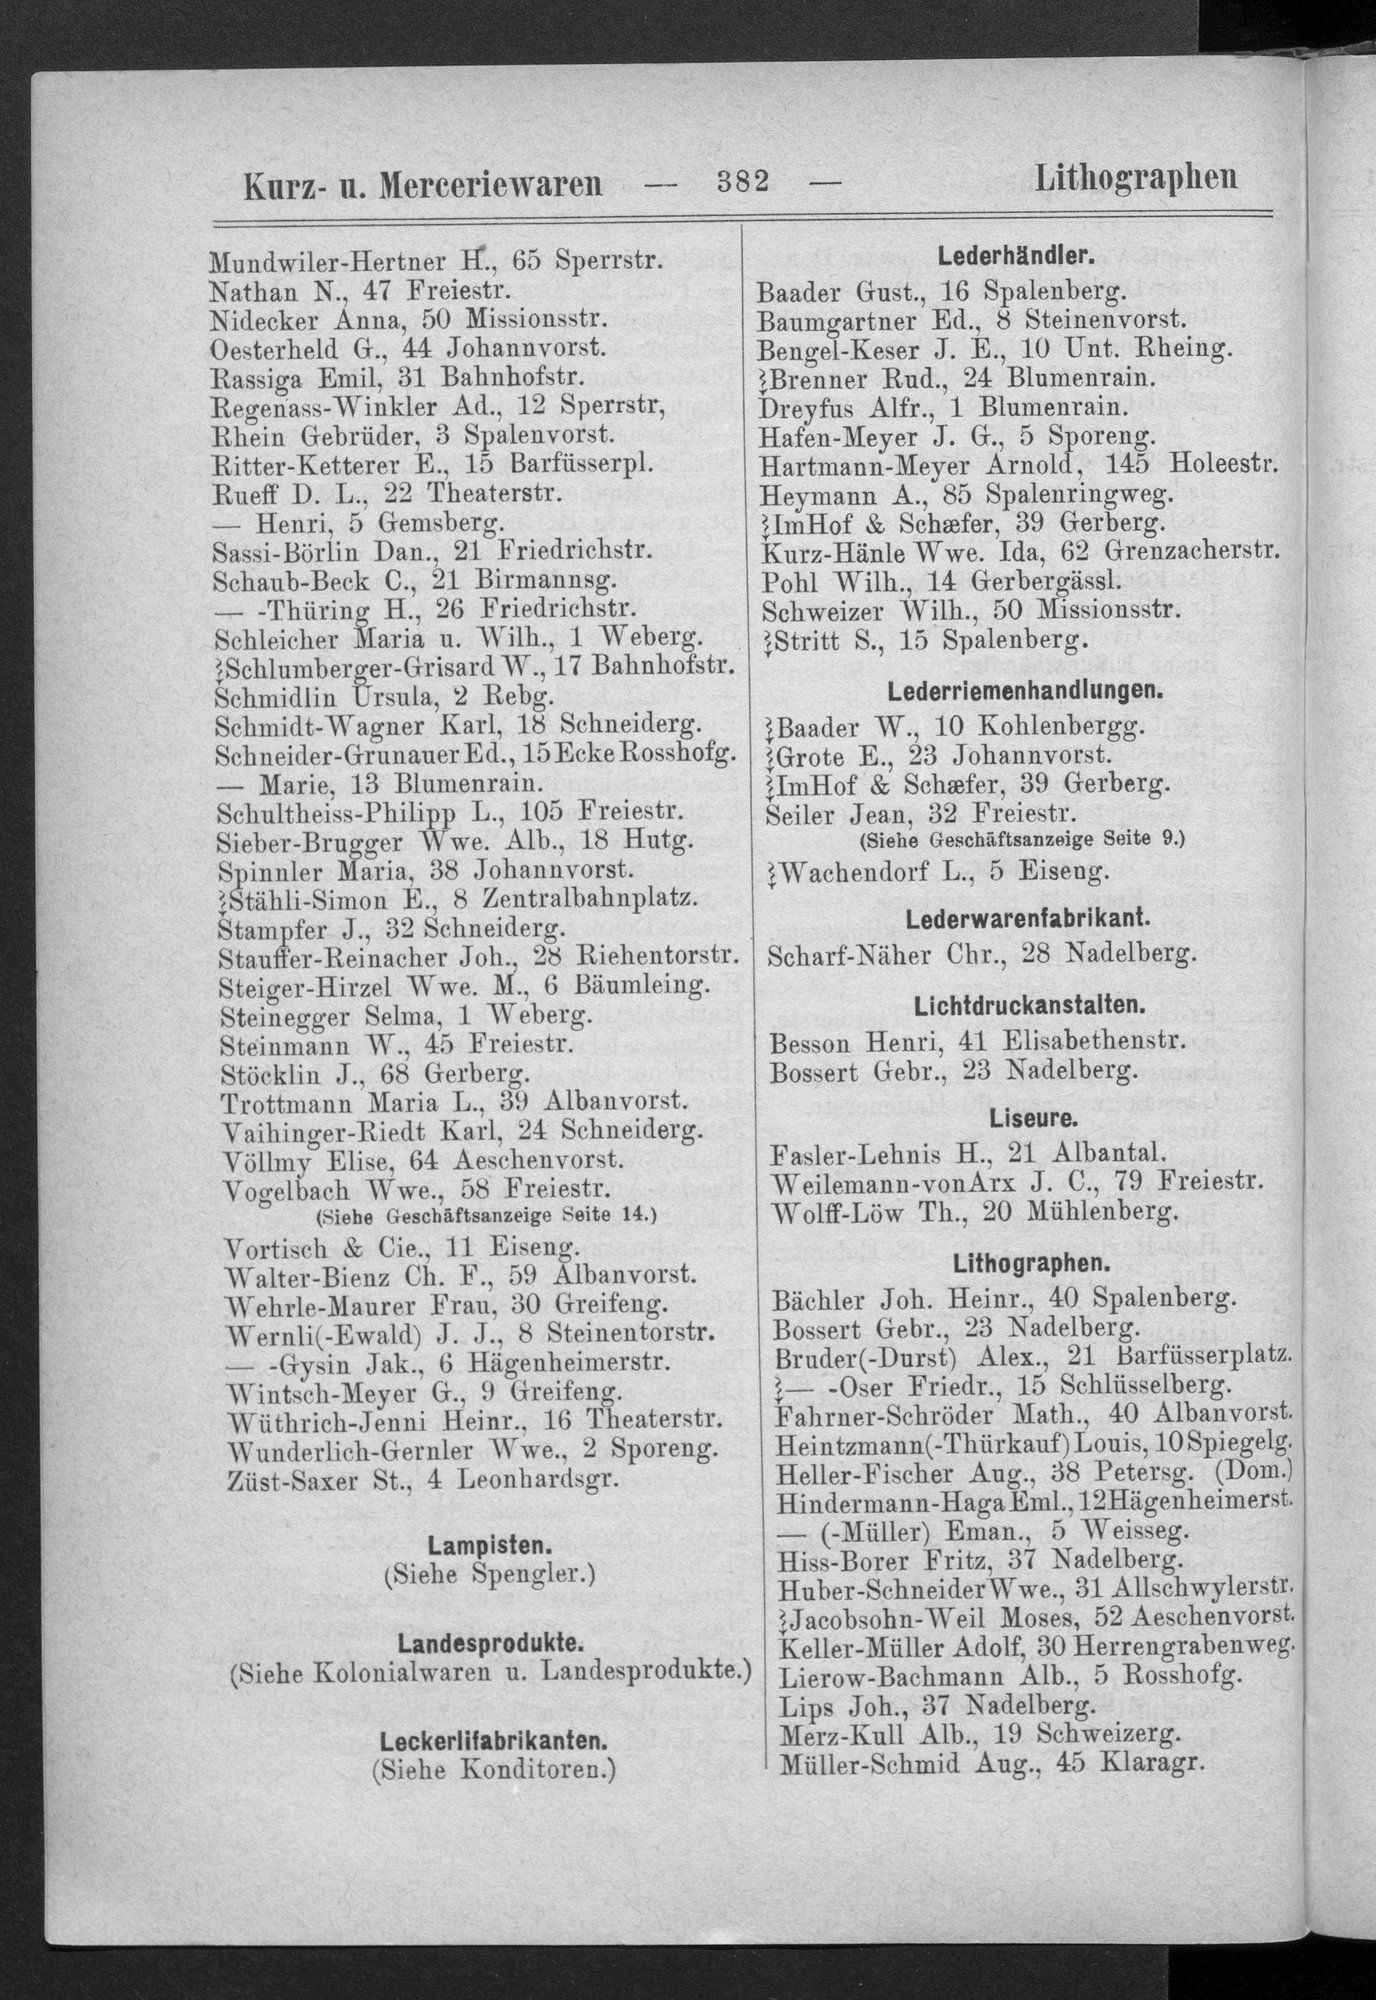 Kurz- u. Merceriewaren — 382 — Lithographen
Mundwiler-Hertner H., 65 Sperrstr.
Nathan N., 47 Freiestr.
Nidecker Anna, 50 Missionsstr.
Oesterheld G., 44 Johannvorst.
Rassiga Emil, 31 Bahnhofstr.
Regenass-Winkler Ad., 12 Sperrstr,
Rhein Gebrüder, 3 Spalenvorst.
Ritter-Ketterer E., 15 Barfüsserpl.
Rueff D. L., 22 Theaterstr.
— Henri, 5 Gemsberg.
Sassi-Börlin Dan., 21 Friedrichstr.
Schaub-Beck C., 21 Birmannsg.
— -Thüring H., 26 Friedrichstr.
Schleicher Maria u. Wilh., 1 Weberg.
⸾Schlumberger-Grisard W., 17 Bahnhofstr.
Schmidlin Ursula, 2 Rebg.
Schmidt-Wagner Karl, 18 Schneiderg.
Schneider-Grunauer Ed., 15 Ecke Rosshofg.
— Marie, 13 Blumenrain.
Schultheiss-Philipp L., 105 Freiestr.
Sieber-Brugger Wwe. Alb., 18 Hutg.
Spinnler Maria, 38 Johannvorst.
⸾Stähli-Simon E., 8 Zentralbahnplatz.
Stampfer J., 32 Schneiderg.
Stauffer-Reinacher Joh., 28 Riehentorstr.
Steiger-Hirzel Wwe. M., 6 Bäumleing.
Steinegger Selma, 1 Weberg.
Steinmann W., 45 Freiestr.
Stöcklin J., 68 Gerberg.
Trottmann Maria L., 39 Albanvorst.
Vaihinger-Riedt Karl, 24 Schneiderg.
Völlmy Elise, 64 Aeschenvorst.
Vogelbach Wwe., 58 Freiestr.
(Siehe Geschäftsanzeige Seite 14.)
Vortisch & Cie., 11 Eiseng.
Walter-Bienz Ch. F., 59 Albanvorst.
Wehrle-Maurer Frau, 30 Greifeng.
Wernli(-Ewald) J. J., 8 Steinentorstr.
— -Gysin Jak., 6 Hägenheimerstr.
Wintsch-Meyer G., 9 Greifeng.
Wüthrich-Jenni Heinr., 16 Theaterstr.
Wunderlich-Gernler Wwe., 2 Sporeng.
Züst-Saxer St., 4 Leonhardsgr.
Lampisten.
(Siehe Spengler.)
Landesprodukte.
(Siehe Kolonialwaren u. Landesprodukte.)
Leckerlifabrikanten.
(Siehe Konditoren.)
Lederhändler.
Baader Gust., 16 Spalenberg.
Baumgartner Ed., 8 Steinenvorst.
Bengel-Keser J. E., 10 Unt. Rheing.
⸾Brenner Rud., 24 Blumenrain.
Dreyfus Alfr., 1 Blumenrain.
Hafen-Meyer J. G., 5 Sporeng.
Hartmann-Meyer Arnold, 145 Holeestr.
Heymann A., 85 Spalenringweg.
⸾ImHof & Schæfer, 39 Gerberg.
Kurz-Hänle Wwe. Ida, 62 Grenzacherstr.
Pohl Wilh., 14 Gerbergässl.
Schweizer Wilh., 50 Missionsstr.
⸾Stritt S., 15 Spalenberg.
Lederriemenhandlungen.
⸾Baader W., 10 Kohlenbergg.
⸾Grote E., 23 Johannvorst.
⸾ImHof & Schæfer, 39 Gerberg.
Seiler Jean, 32 Freiestr.
(Siehe Geschäftsanzeige Seite 9.)
⸾Wachendorf L., 5 Eiseng.
Lederwarenfabrikant.
Scharf-Näher Chr., 28 Nadelberg.
Lichtdruckanstalten.
Besson Henri, 41 Elisabethenstr.
Bossert Gebr., 23 Nadelberg.
Liseure.
Fasler-Lehnis H., 21 Albantal.
Weilemann-vonArx J. C., 79 Freiestr.
Wolff-Löw Th., 20 Mühlenberg.
Lithographen.
Bächler Joh. Heinr., 40 Spalenberg.
Bossert Gebr., 23 Nadelberg.
Bruder(-Durst) Alex., 21 Barfüsserplatz.
⸾— -Oser Friedr., 15 Schlüsselberg.
Fahrner-Schröder Math., 40 Albanvorst.
Heintzmann(-Thürkauf) Louis, 10 Spiegelg.
Heller-Fischer Aug., 38 Petersg. (Dom.)
Hindermann-Haga Eml., 12 Hägenheimerst.
— (-Müller) Eman., 5 Weisseg.
Hiss-Borer Fritz, 37 Nadelberg.
Huber-Schneider Wwe., 31 Allschwylerstr.
⸾Jacobsohn-Weil Moses, 52 Aeschenvorst.
Keller-Müller Adolf, 30 Herrengrabenweg.
Lierow-Bachmann Alb., 5 Rosshofg.
Lips Joh., 37 Nadelberg.
Merz-Kull Alb., 19 Schweizerg.
Müller-Schmid Aug., 45 Klaragr.